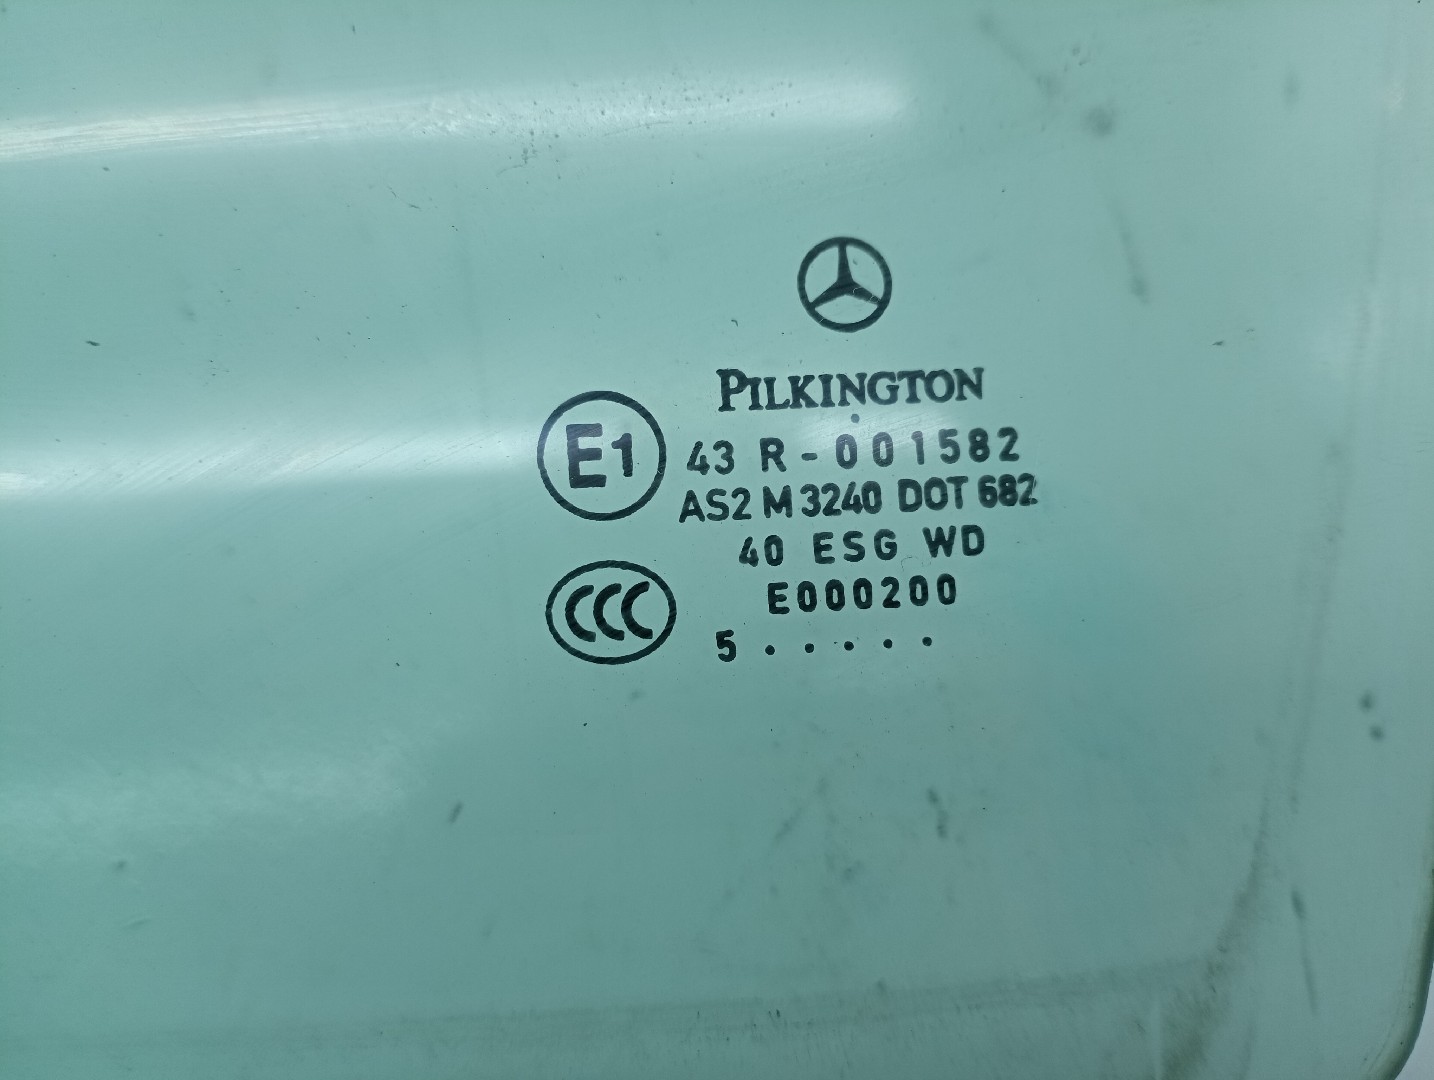 PILKINGTON
E1
43 R - 001582
AS2 M 3240 DOT 682
40 ESG WD
E000200
CCC
5 . . . . .